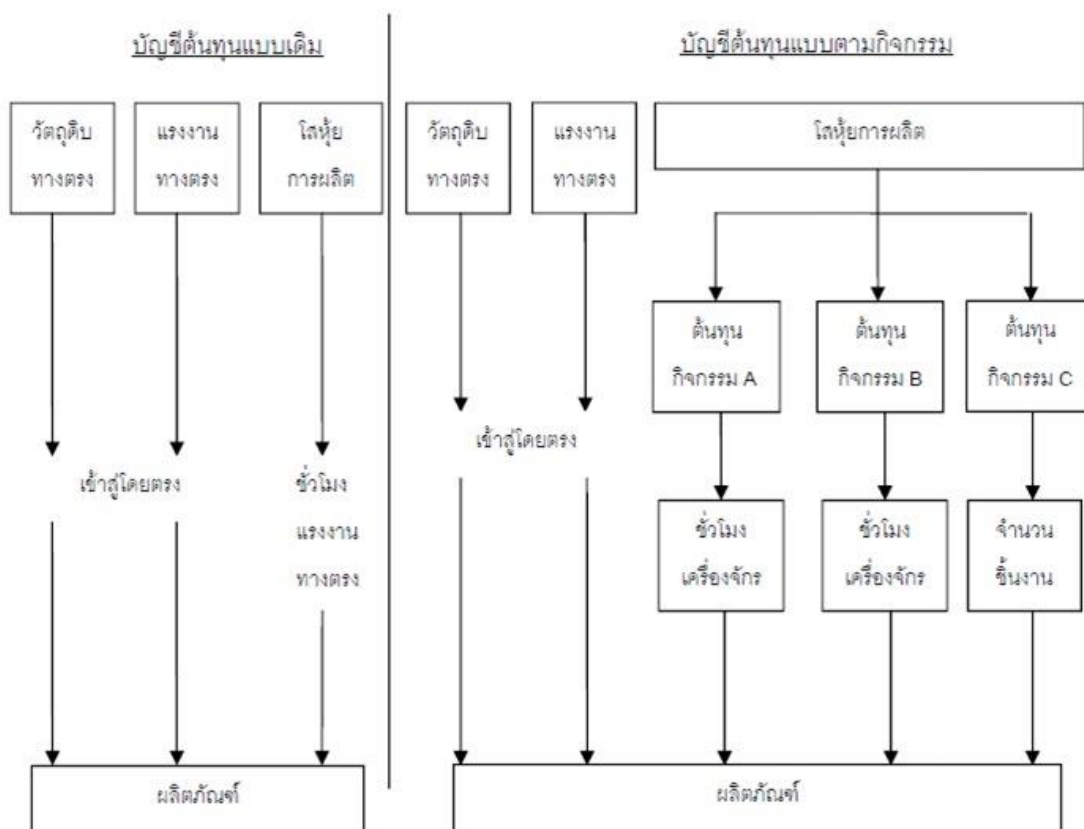 บัญชีต้นทุนแบบเดิม
วัตถุดิบ
ทางตรง
แรงงาน
ทางตรง
โสหุ้ย
การผลิต
เข้าสู่โดยตรง
ชั่วโมง
แรงงาน
ทางตรง
ผลิตภัณฑ์
บัญชีต้นทุนแบบตามกิจกรรม
วัตถุดิบ
ทางตรง
แรงงาน
ทางตรง
โสหุ้ยการผลิต
ต้นทุน
กิจกรรม A
ต้นทุน
กิจกรรม B
ต้นทุน
กิจกรรม C
เข้าสู่โดยตรง
ชั่วโมง
เครื่องจักร
ชั่วโมง
เครื่องจักร
จำนวน
ชิ้นงาน
ผลิตภัณฑ์